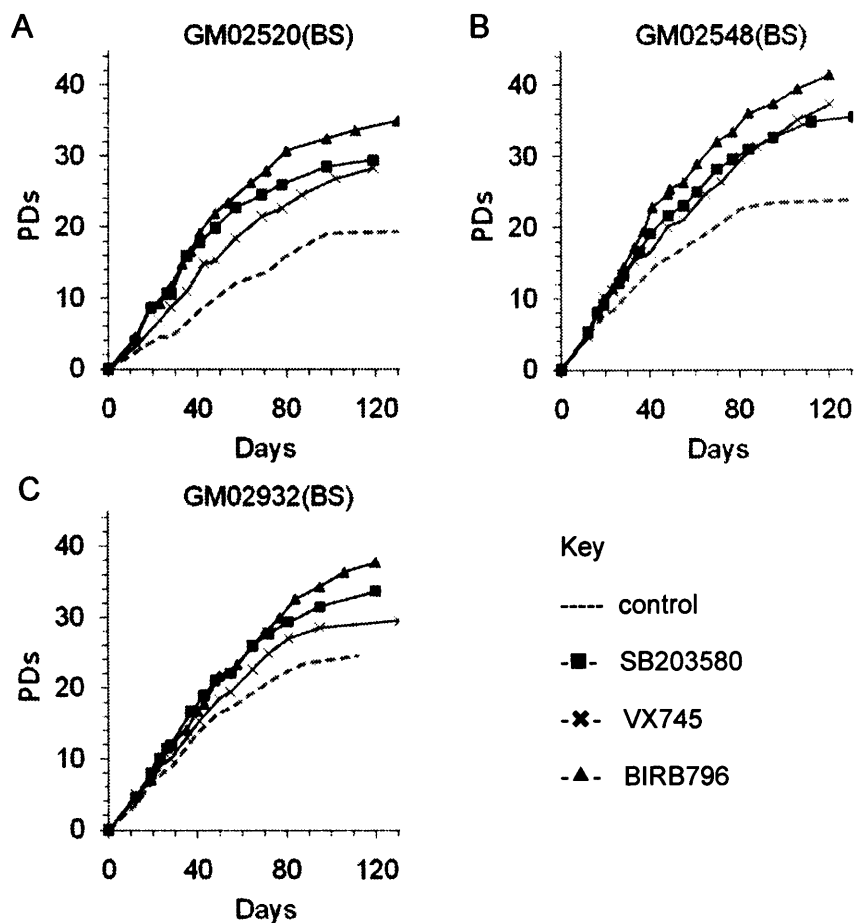 A
GM02520(BS)
40
30
20
10
0
PDs
0 40 80 120
Days
B
GM02548(BS)
40
30
20
10
0
PDs
0 40 80 120
Days
C
GM02932(BS)
40
30
20
10
0
PDs
0 40 80 120
Days
Key
control
SB203580
VX745
BIRB796